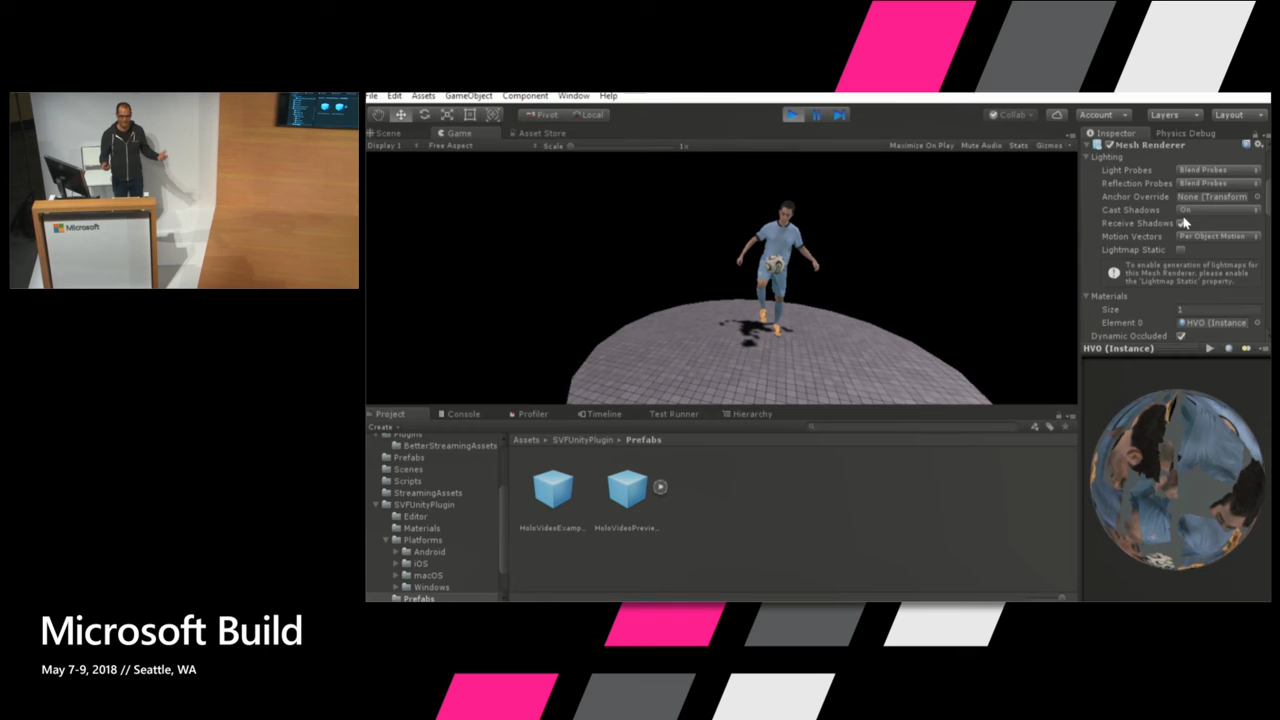 File Edit Assets GameObject Component Window Help
Pivot Local Collab Account Layers Layout
Scene Game Asset Store
Display 1 Free Aspect Scale 1x Maximize On Play Mute Audio Stats Gizmos
Inspector Physics Debug
Mesh Renderer
Lighting
Light Probes Blend Probes
Reflection Probes Blend Probes
Anchor Override None (Transform
Cast Shadows On
Receive Shadows
Motion Vectors Per Object Motion
Lightmap Static
To enable generation of lightmaps for
this Mesh Renderer, please enable
the 'Lightmap Static' property.
Materials
Size 1
Element 0 HVO (Instance
Dynamic Occluded
HVO (Instance)
Microsoft
Project Console Profiler Timeline Test Runner Hierarchy
Create
Plugins
BetterStreamingAssets
Prefabs
Scenes
Scripts
StreamingAssets
SVFUnityPlugin
Editor
Materials
Platforms
Android
iOS
macOS
Windows
Prefabs
Assets SVFUnityPlugin Prefabs
HoloVideoExamp... HoloVideoPrevie...
Microsoft Build
May 7-9, 2018 // Seattle, WA